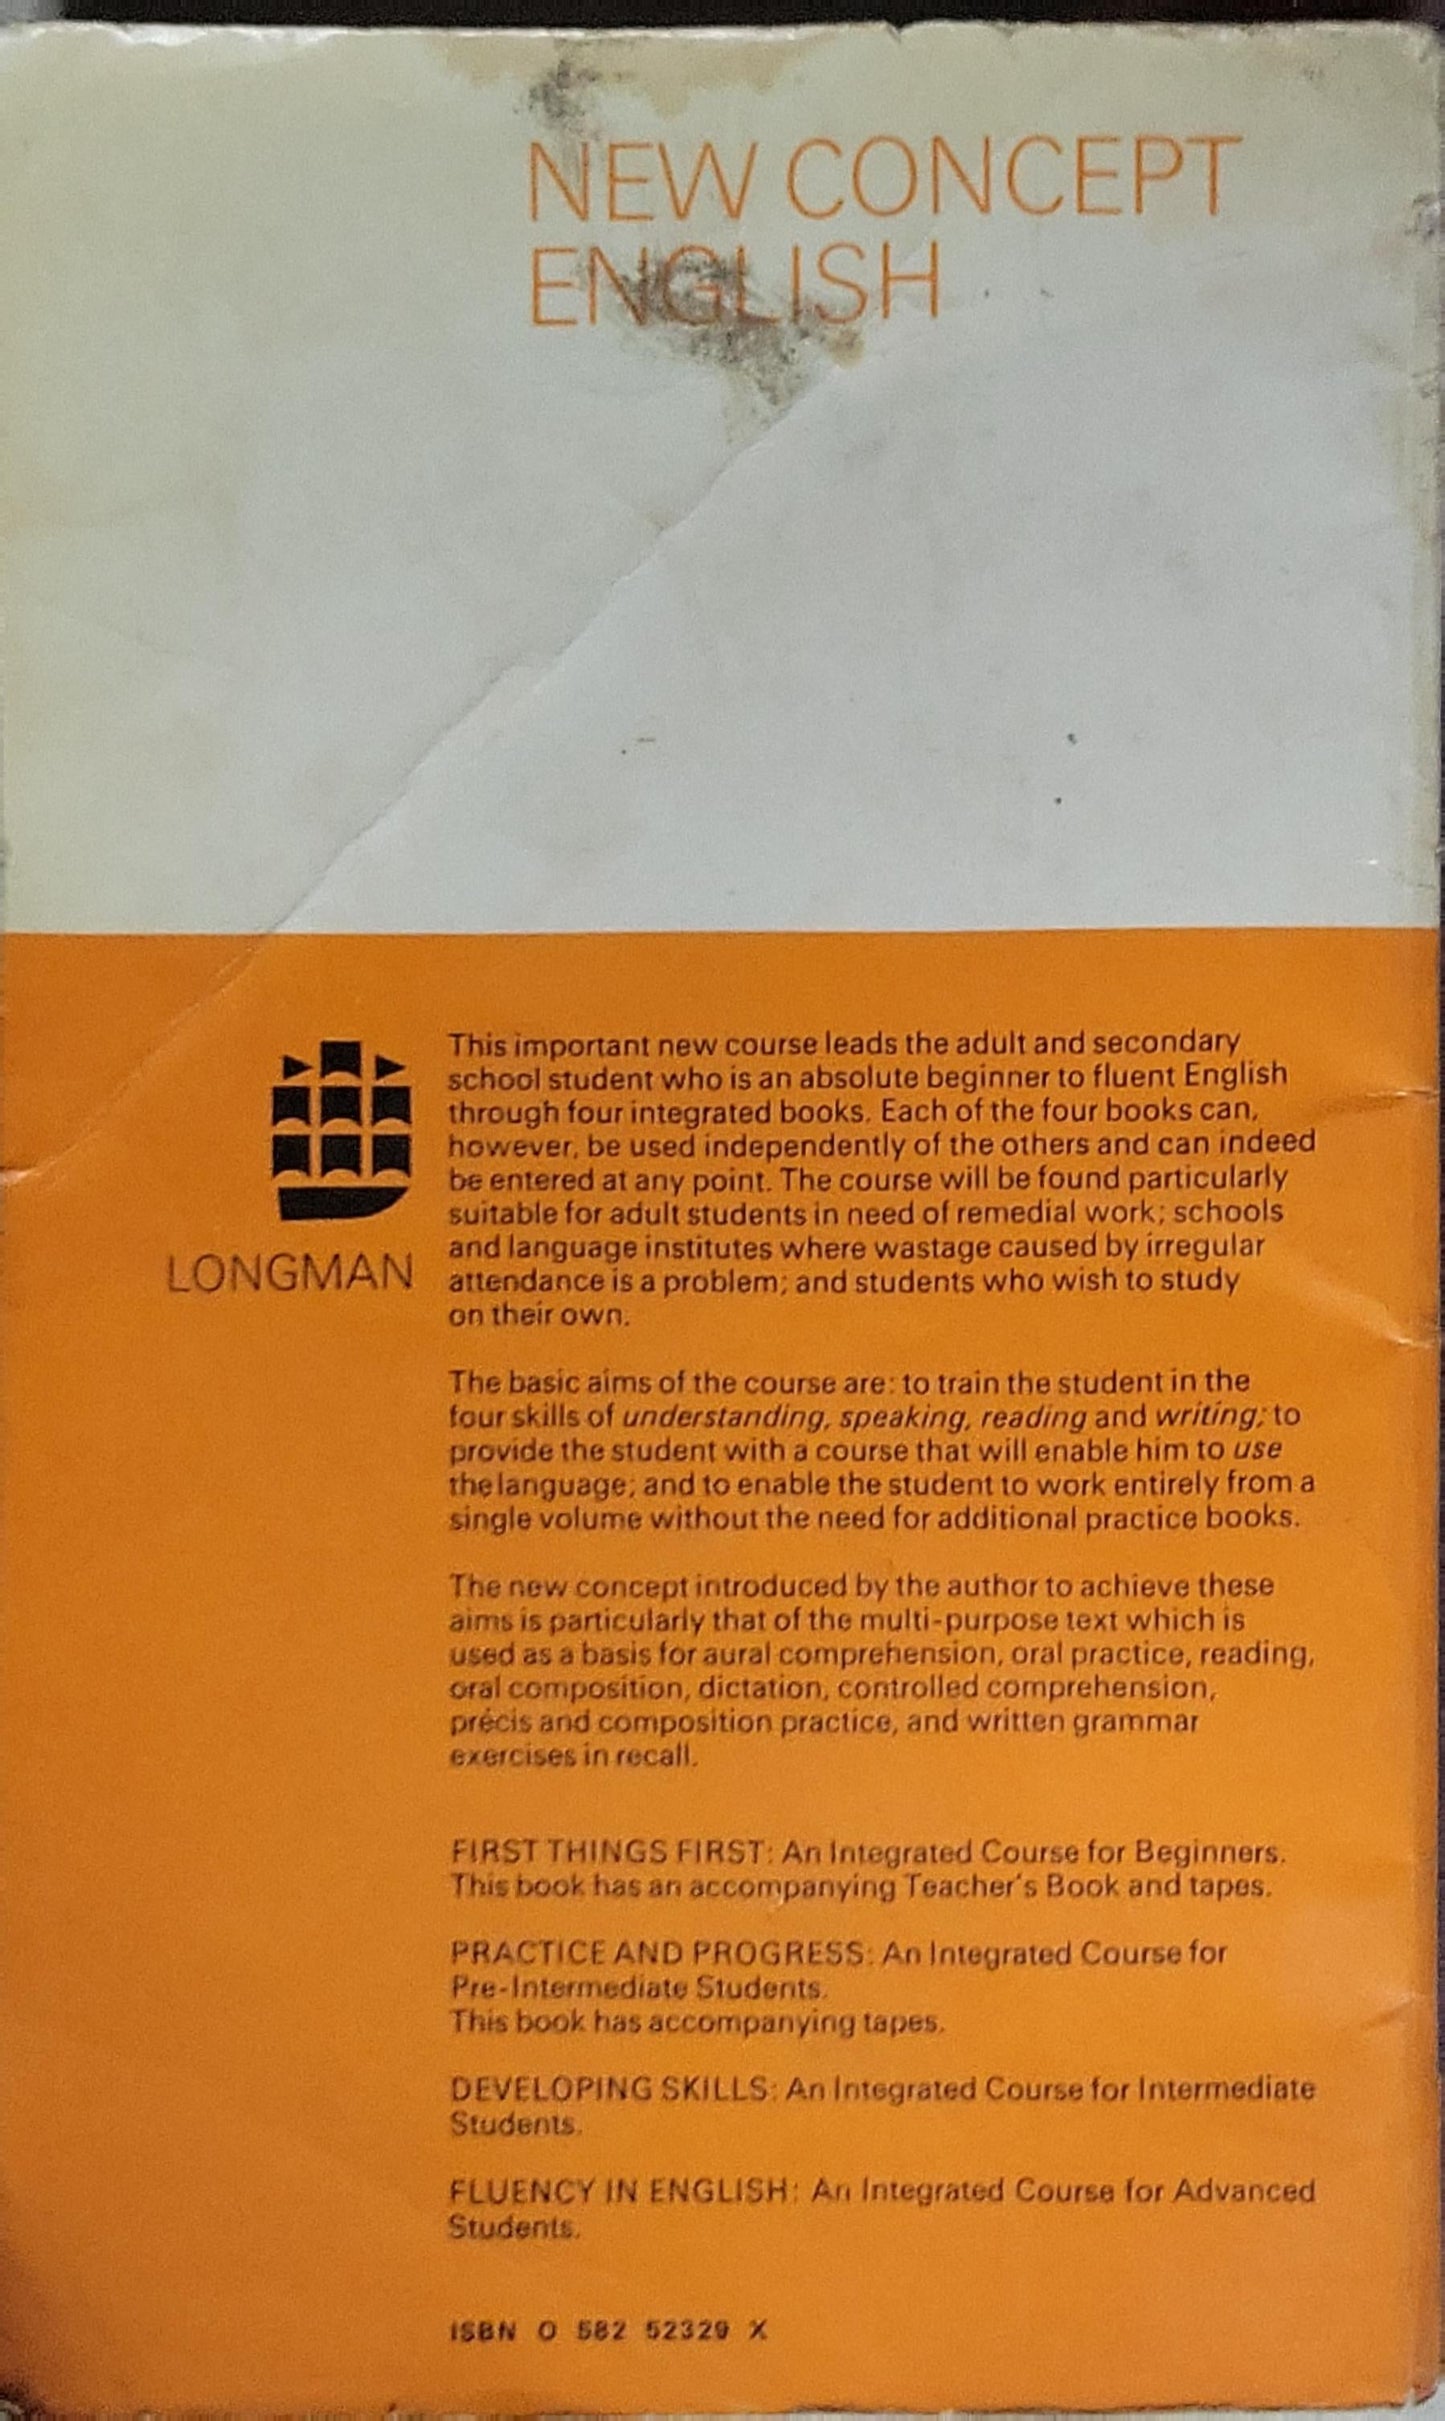 NEW CONCEPT
ENGLISH
LONGMAN
This important new course leads the adult and secondary
school student who is an absolute beginner to fluent English
through four integrated books. Each of the four books can,
however, be used independently of the others and can indeed
be entered at any point. The course will be found particularly
suitable for adult students in need of remedial work; schools
and language institutes where wastage caused by irregular
attendance is a problem; and students who wish to study
on their own.
The basic aims of the course are: to train the student in the
four skills of understanding, speaking, reading and writing; to
provide the student with a course that will enable him to use
the language; and to enable the student to work entirely from a
single volume without the need for additional practice books.
The new concept introduced by the author to achieve these
aims is particularly that of the multi-purpose text which is
used as a basis for aural comprehension, oral practice, reading,
oral composition, dictation, controlled comprehension,
précis and composition practice, and written grammar
exercises in recall.
FIRST THINGS FIRST: An Integrated Course for Beginners.
This book has an accompanying Teacher's Book and tapes.
PRACTICE AND PROGRESS: An Integrated Course for
Pre-Intermediate Students.
This book has accompanying tapes.
DEVELOPING SKILLS: An Integrated Course for Intermediate
Students.
FLUENCY IN ENGLISH: An Integrated Course for Advanced
Students.
ISBN 0 582 52329 X